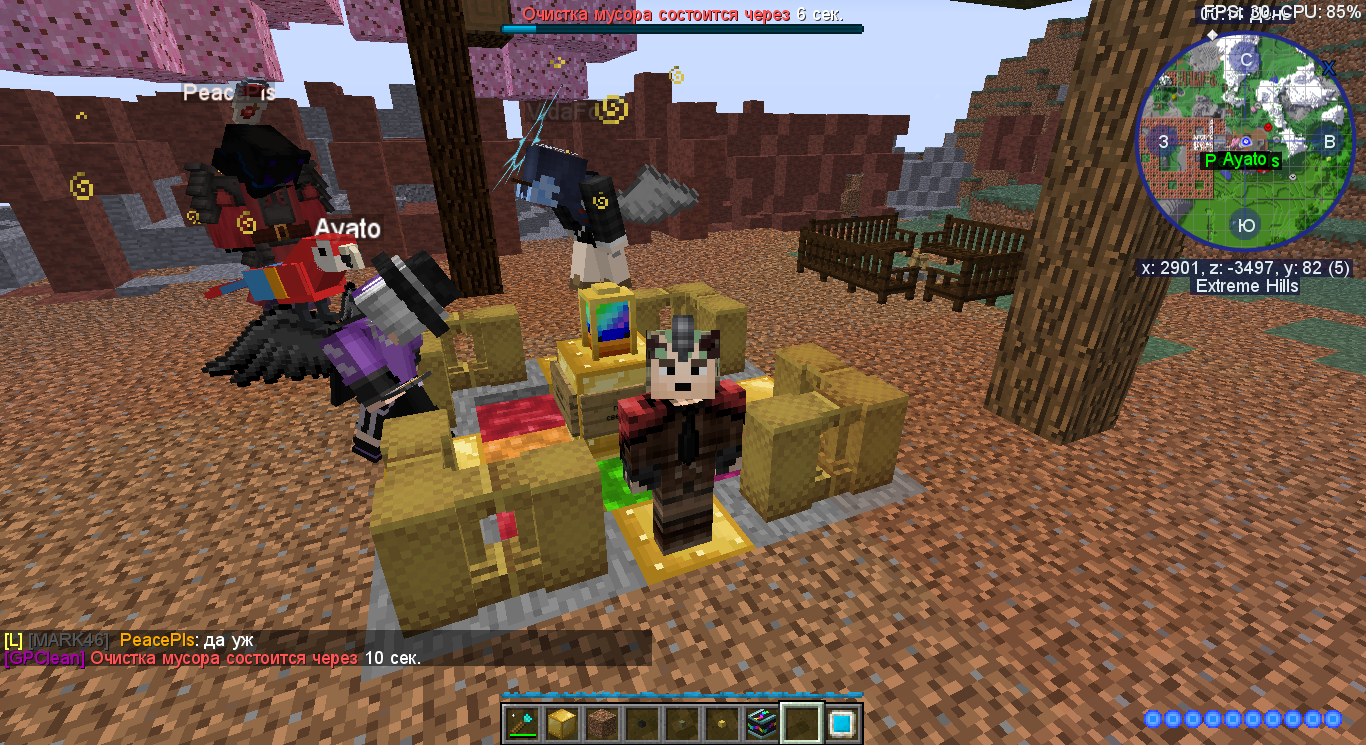 Очистка мусора состоится через 6 сек.
FPS: 30, CPU: 85%
С
З
В
Ю
P Ayato s
x: 2901, z: -3497, y: 82 (5)
Extreme Hills
Ayato
[L] [MARK46] PeacePls: да уж
[GPClean] Очистка мусора состоится через 10 сек.